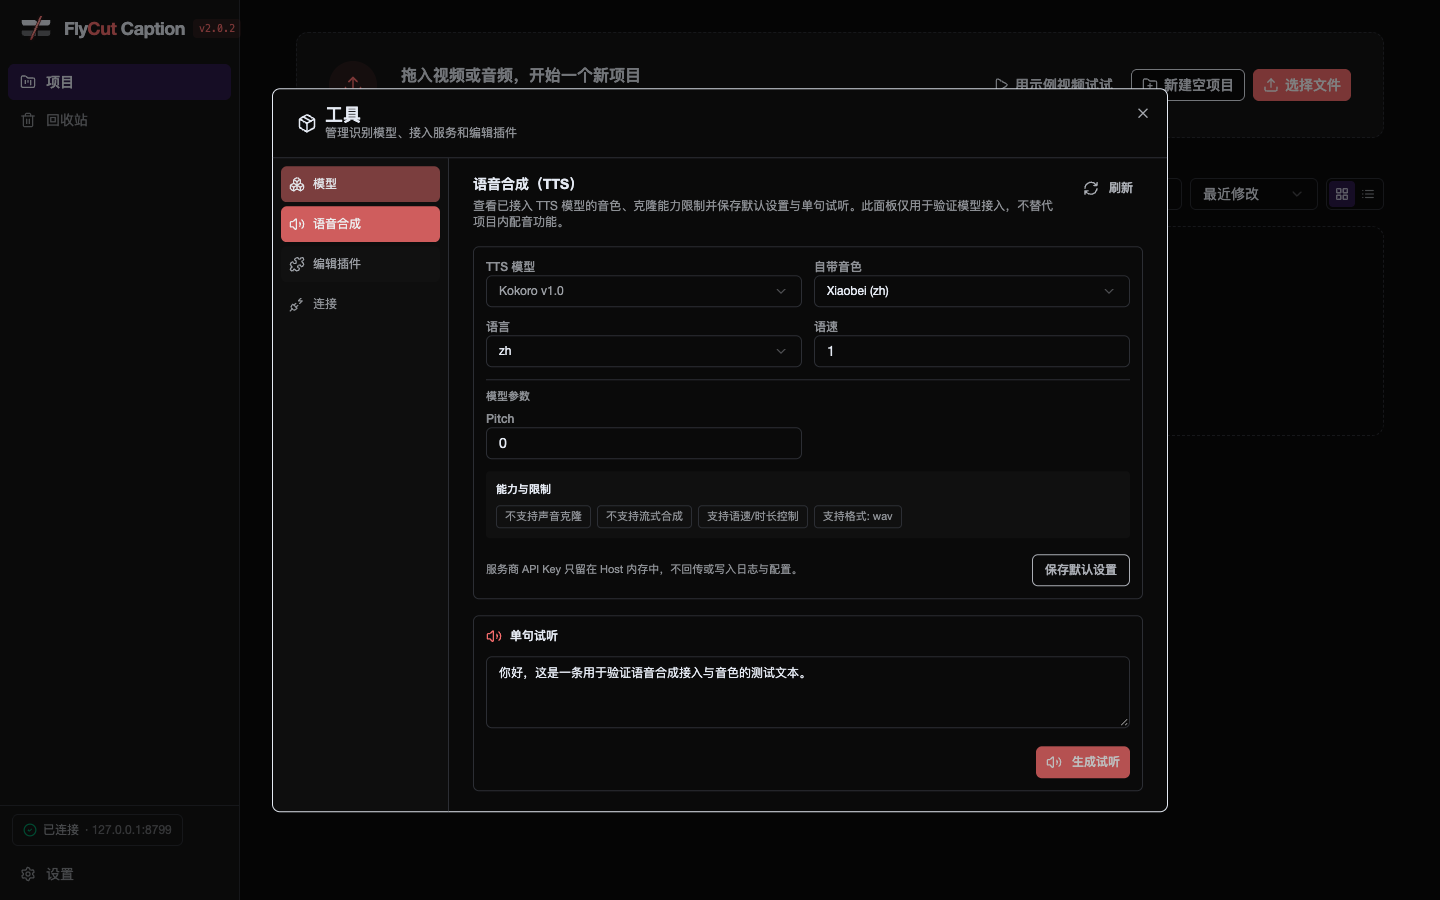 FlyCut Caption v2.0.2
项目
回收站
拖入视频或音频，开始一个新项目
用示例视频试试
新建空项目
选择文件
最近修改
工具
管理识别模型、接入服务和编辑插件
模型
语音合成
编辑插件
连接
语音合成（TTS）
刷新
查看已接入 TTS 模型的音色、克隆能力限制并保存默认设置与单句试听。此面板仅用于验证模型接入，不替代
项目内配音功能。
TTS 模型
自带音色
Kokoro v1.0
Xiaobei (zh)
语言
语速
zh
1
模型参数
Pitch
0
能力与限制
不支持声音克隆
不支持流式合成
支持语速/时长控制
支持格式: wav
服务商 API Key 只留在 Host 内存中，不回传或写入日志与配置。
保存默认设置
单句试听
你好，这是一条用于验证语音合成接入与音色的测试文本。
生成试听
已连接 · 127.0.0.1:8799
设置